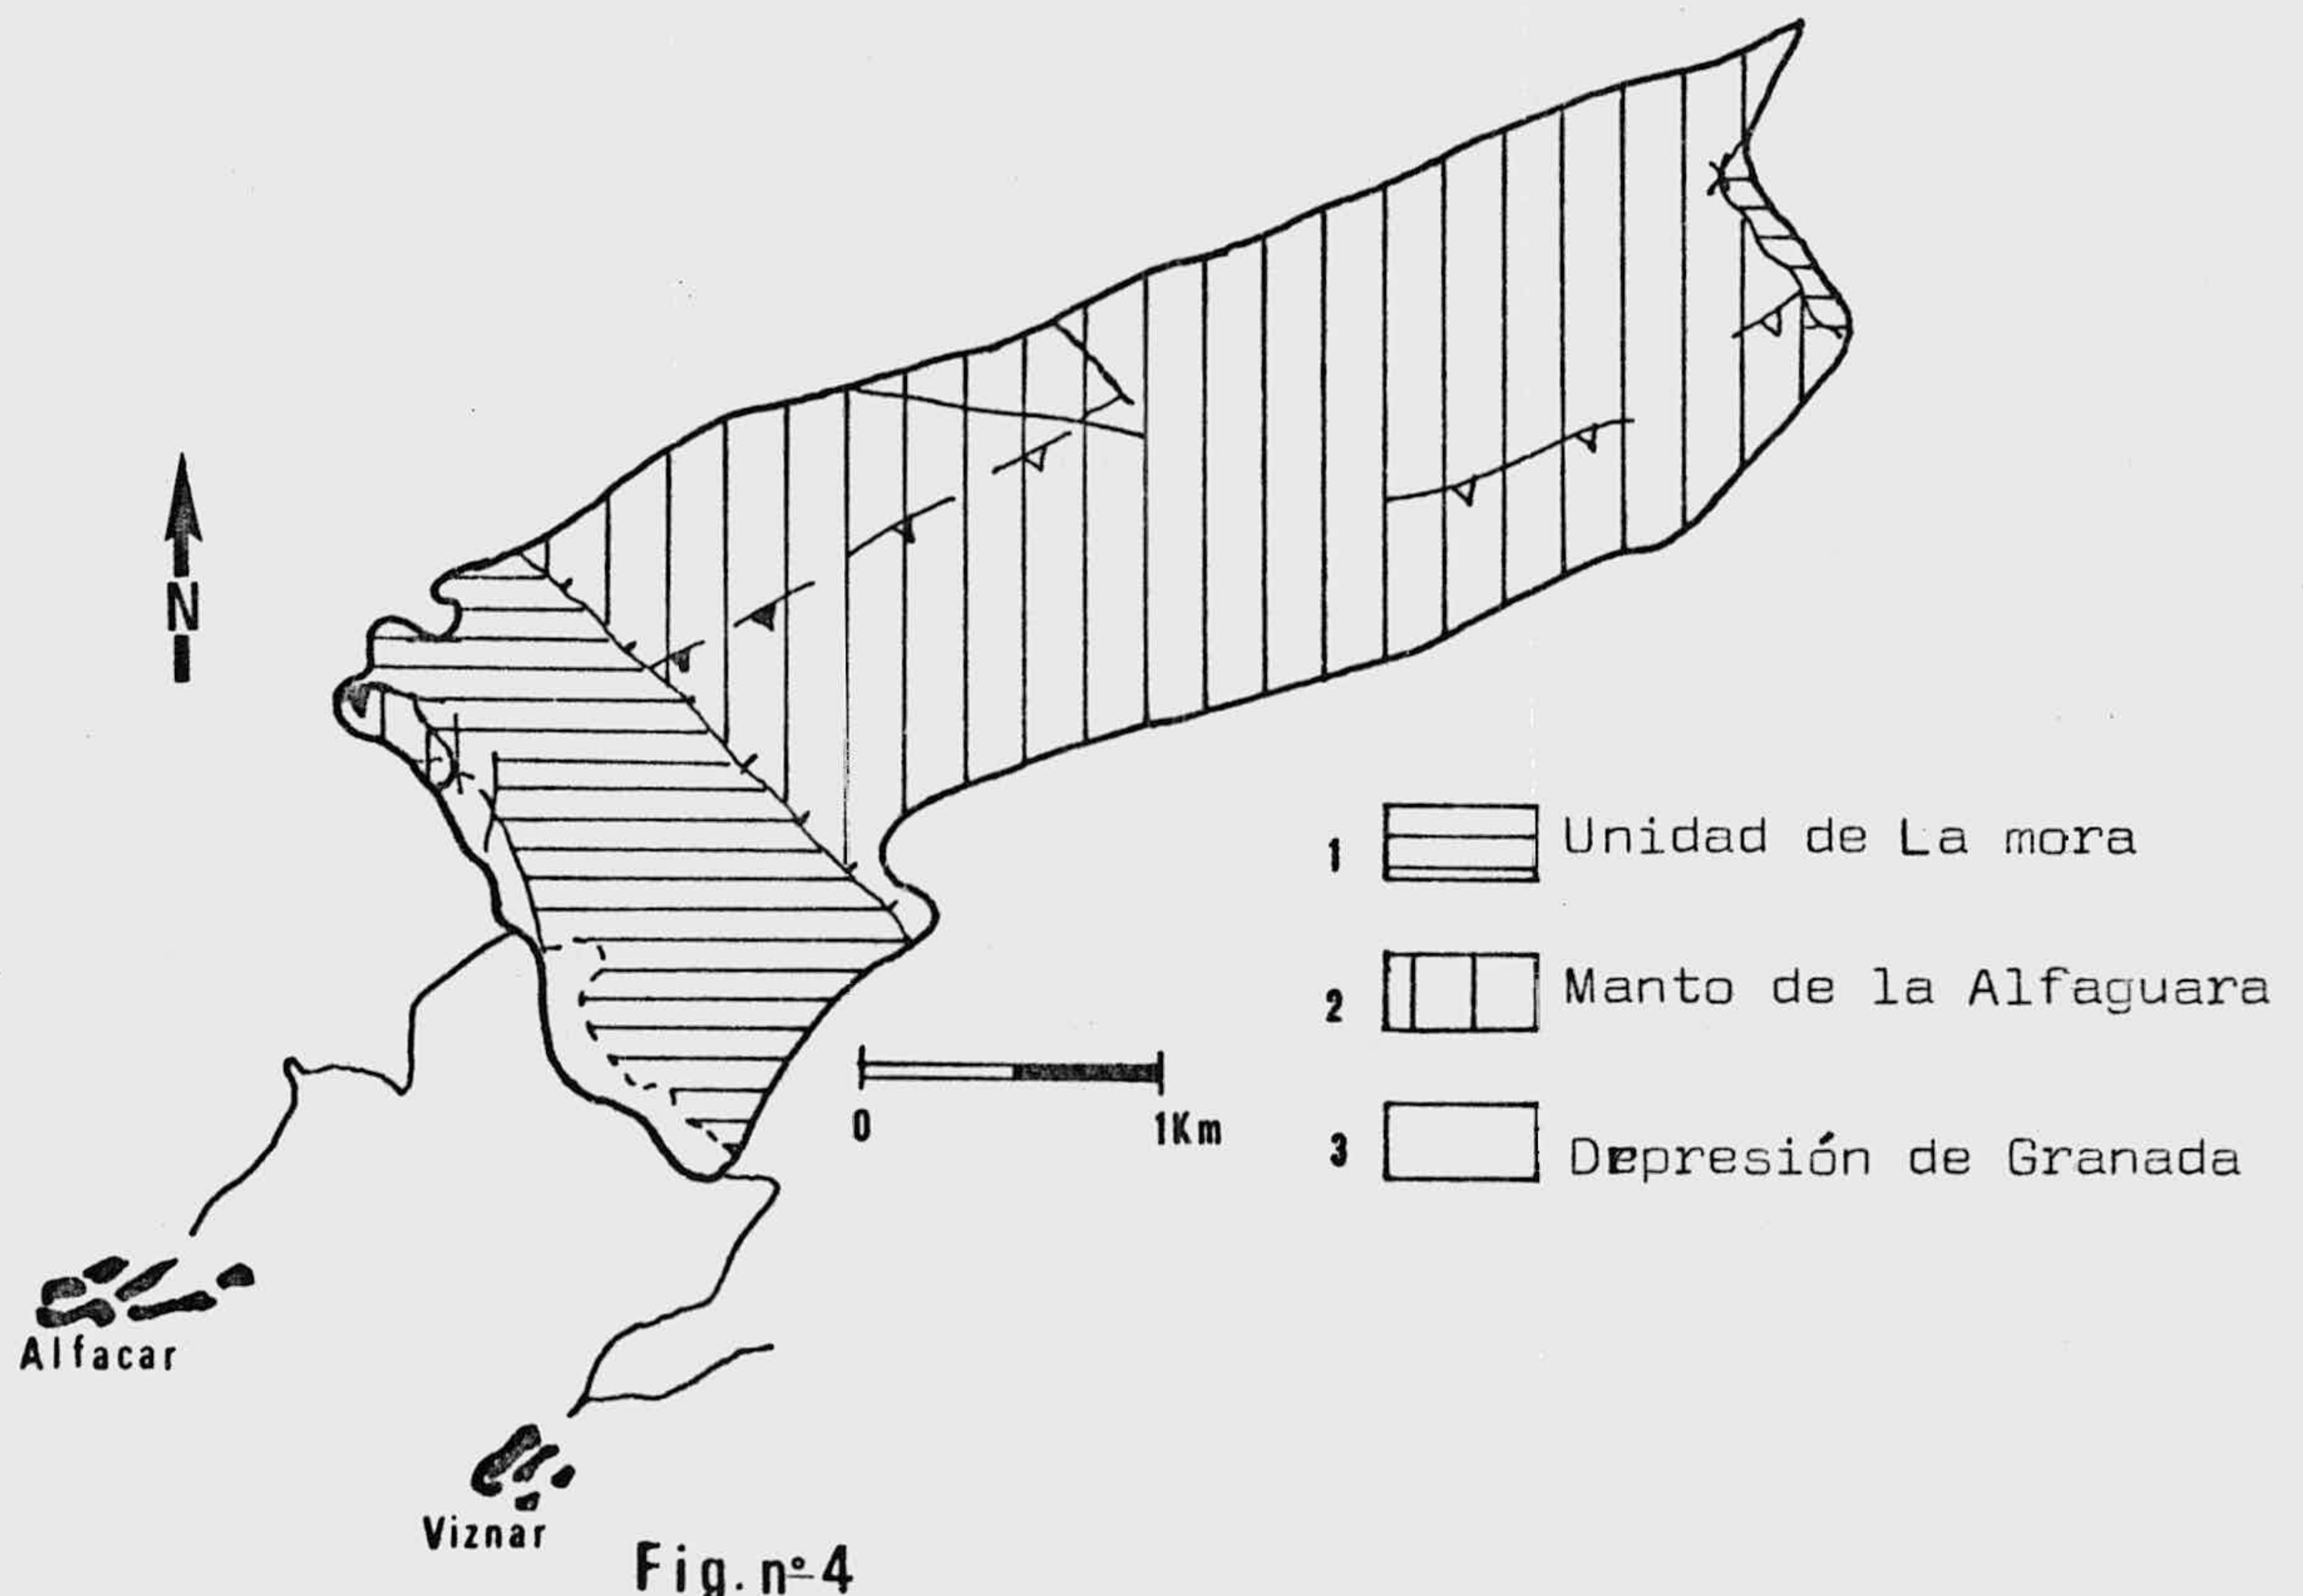 N
1 Unidad de La mora
2 Manto de la Alfaguara
0 1Km
3 Depresión de Granada
Alfacar
Viznar
Fig. nº 4